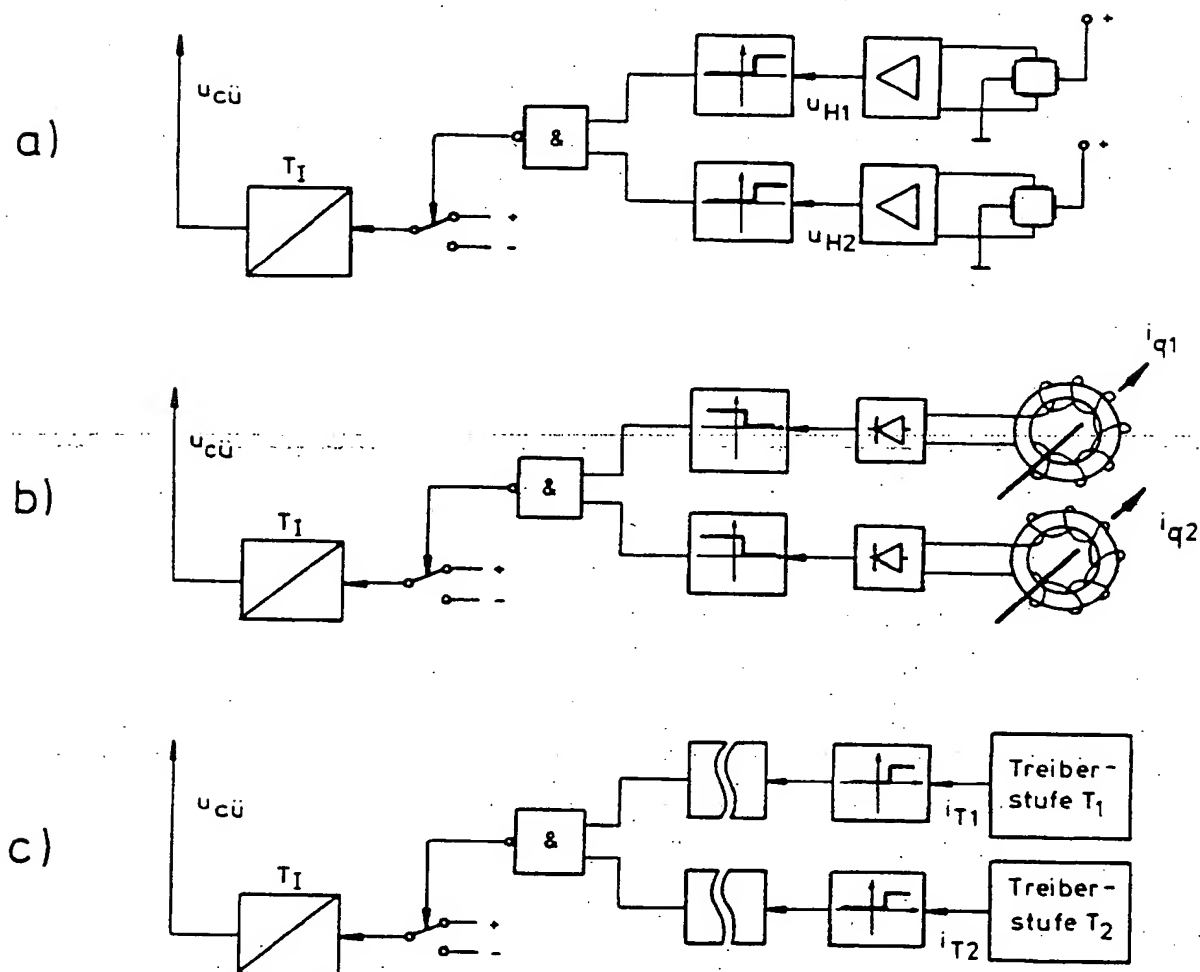 a)
u_cü
T_I
+
-
&
u_H1
u_H2
+
+
b)
u_cü
T_I
+
-
&
i_q1
i_q2
c)
u_cü
T_I
+
-
&
i_T1
i_T2
Treiber-
stufe T_1
Treiber-
stufe T_2